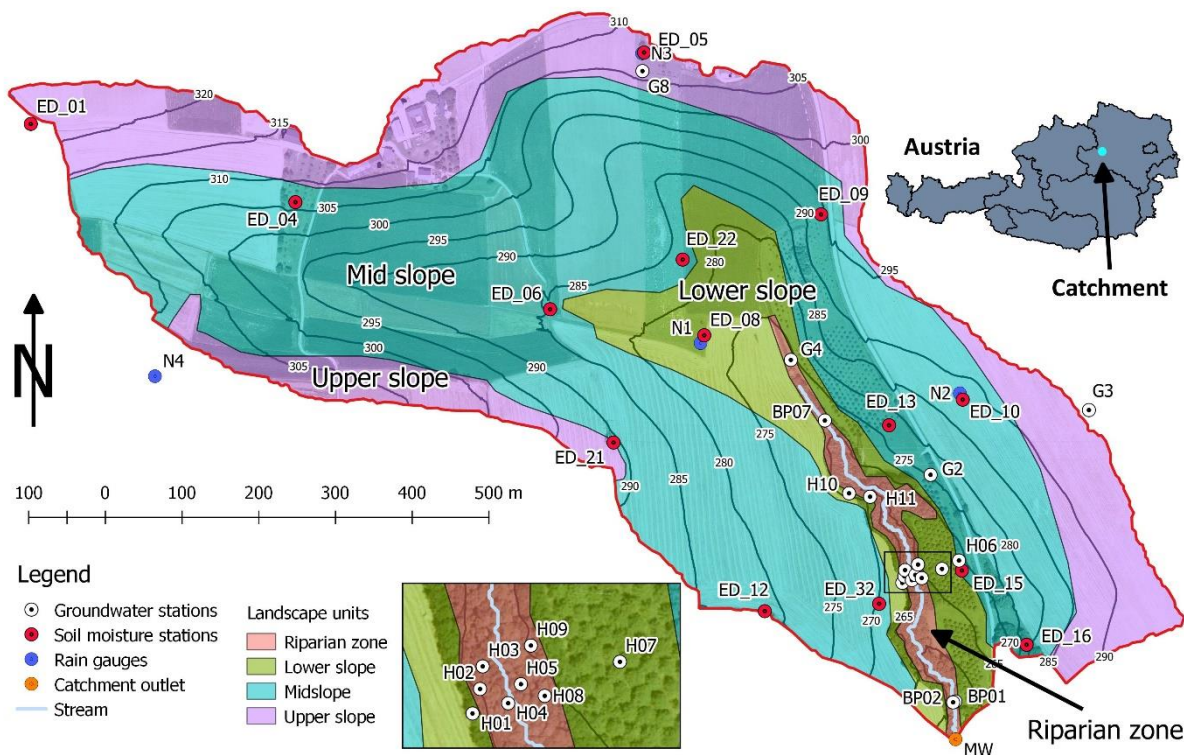 310
ED_05
N3
G8
305
320
ED_01
315
300
Austria
310
ED_04
305
300
295
290
285
ED_09
290
ED_22
280
295
Mid slope
Lower slope
Catchment
ED_06
N1
ED_08
285
N
N4
295
300
305
Upper slope
290
G4
G3
N2
ED_10
BP07
ED_13
275
ED_21
290
285
280
275
G2
100 0 100 200 300 400 500 m
H10
H11
H06
280
ED_15
Legend
Groundwater stations
Soil moisture stations
Rain gauges
Catchment outlet
Stream
Landscape units
Riparian zone
Lower slope
Midslope
Upper slope
H09
H03
H07
H02
H05
H08
H04
H01
ED_12
ED_32
275
270
265
270
ED_16
285
290
265
BP02
BP01
Riparian zone
MW